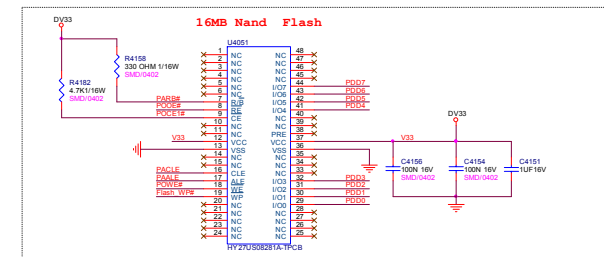 16MB Nand Flash
DV33
R4158
330 OHM 1/16W
SMD/0402
R4182
4.7K1/16W
SMD/0402
U4051
1 NC NC 48
2 NC NC 47
3 NC NC 46
4 NC NC 45
5 NC I/O7 44 PDD7
6 NC I/O6 43 PDD6
PARB# 7 R/B I/O5 42 PDD5
POOE# 8 RE I/O4 41 PDD4
POCE1# 9 CE NC 40
10 NC NC 39
11 NC PRE 38
V33 12 VCC VCC 37 V33
13 VSS VSS 36
14 NC NC 35
15 NC NC 34
PACLE 16 CLE NC 33
PAALE 17 ALE I/O3 32 PDD3
POWE# 18 WE I/O2 31 PDD2
Flash_WP# 19 WP I/O1 30 PDD1
20 NC I/O0 29 PDD0
21 NC NC 28
22 NC NC 27
23 NC NC 26
24 NC NC 25
HY27US08281A-TPCB
DV33
C4156
100N 16V
SMD/0402
C4154
100N 16V
SMD/0402
C4151
1UF16V